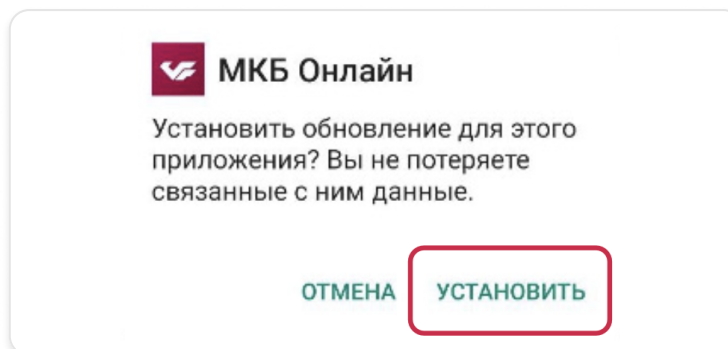 МКБ Онлайн
Установить обновление для этого
приложения? Вы не потеряете
связанные с ним данные.
ОТМЕНА УСТАНОВИТЬ